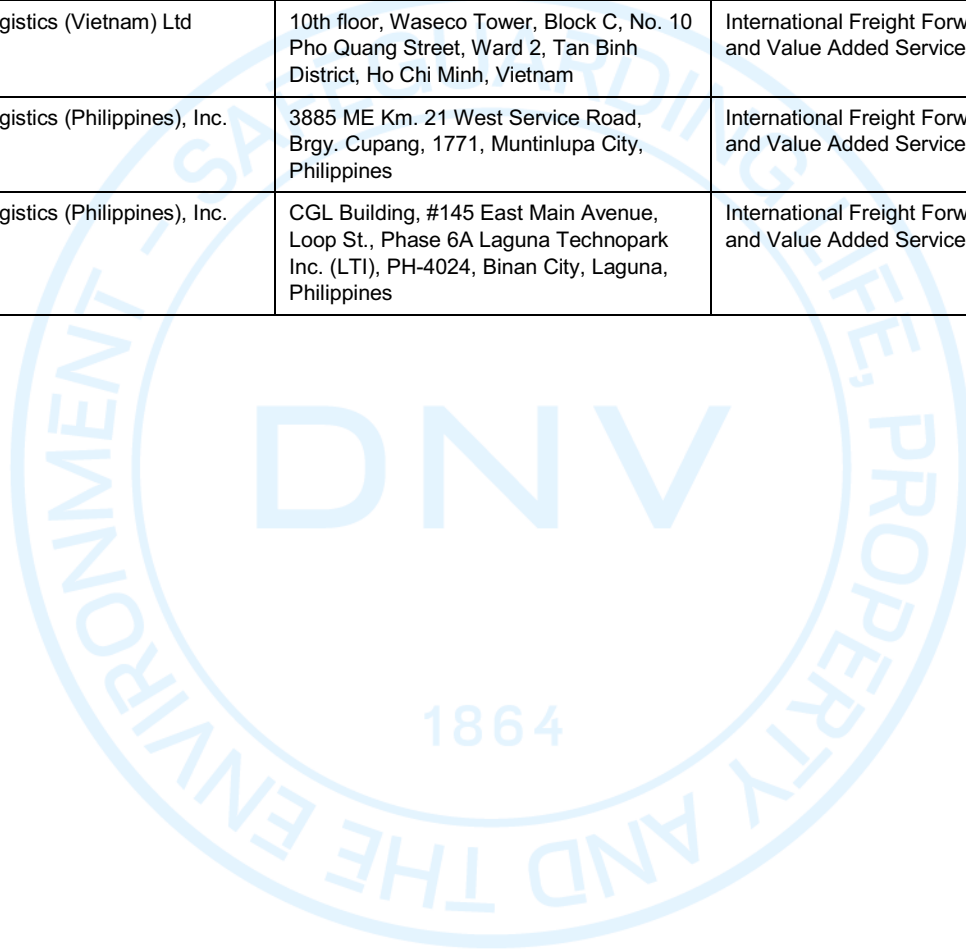 gistics (Vietnam) Ltd
10th floor, Waseco Tower, Block C, No. 10
Pho Quang Street, Ward 2, Tan Binh
District, Ho Chi Minh, Vietnam
International Freight Forw
and Value Added Service
gistics (Philippines), Inc.
3885 ME Km. 21 West Service Road,
Brgy. Cupang, 1771, Muntinlupa City,
Philippines
International Freight Forw
and Value Added Service
gistics (Philippines), Inc.
CGL Building, #145 East Main Avenue,
Loop St., Phase 6A Laguna Technopark
Inc. (LTI), PH-4024, Binan City, Laguna,
Philippines
International Freight Forw
and Value Added Service
SAFEGUARDING LIFE, PROPERTY AND THE ENVIRONMENT –
DNV
1864